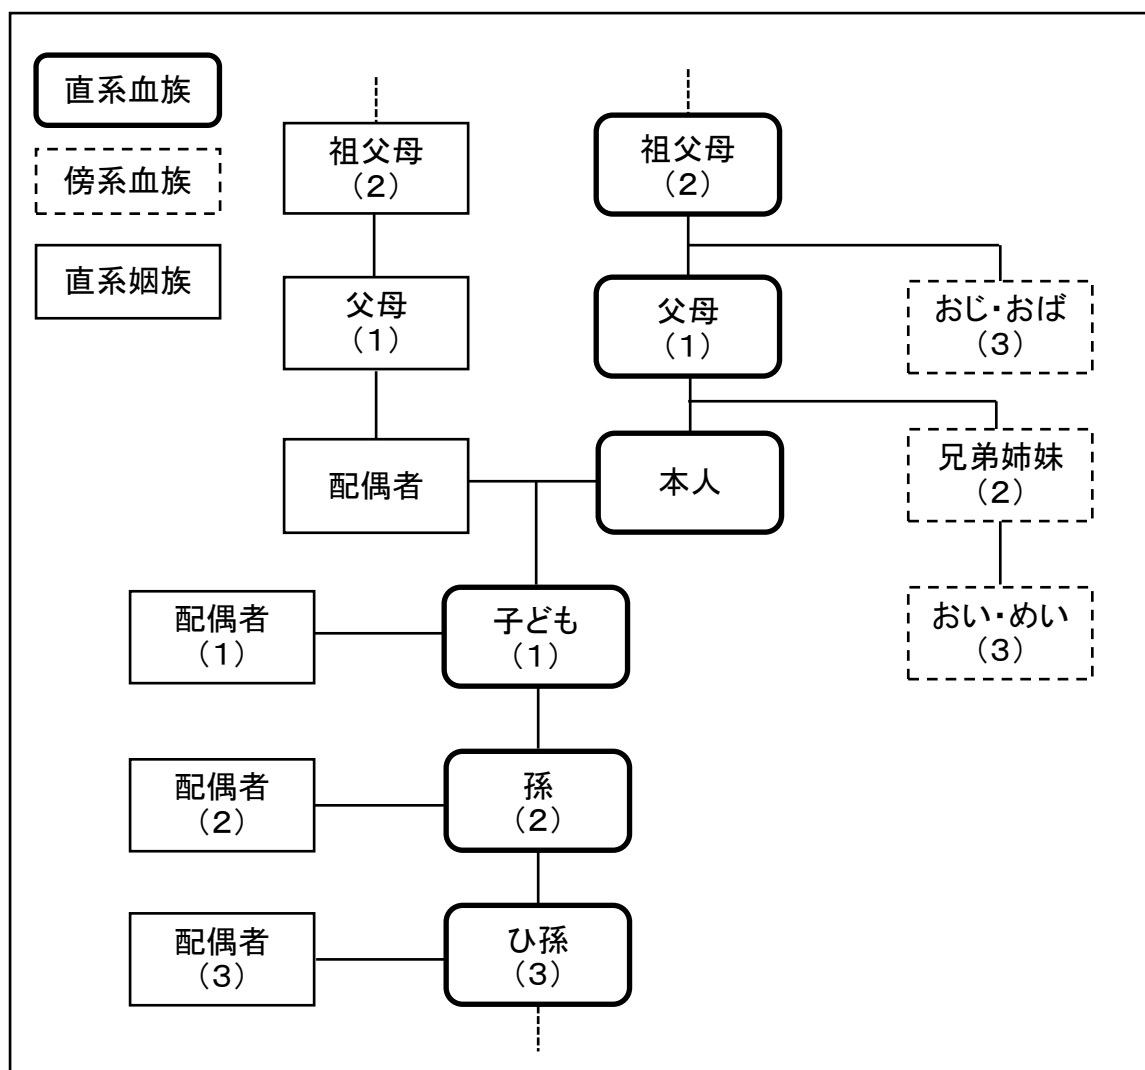 直系血族
傍系血族
直系姻族
祖父母
(2)
祖父母
(2)
父母
(1)
父母
(1)
おじ・おば
(3)
配偶者
本人
兄弟姉妹
(2)
配偶者
(1)
子ども
(1)
おい・めい
(3)
配偶者
(2)
孫
(2)
配偶者
(3)
ひ孫
(3)